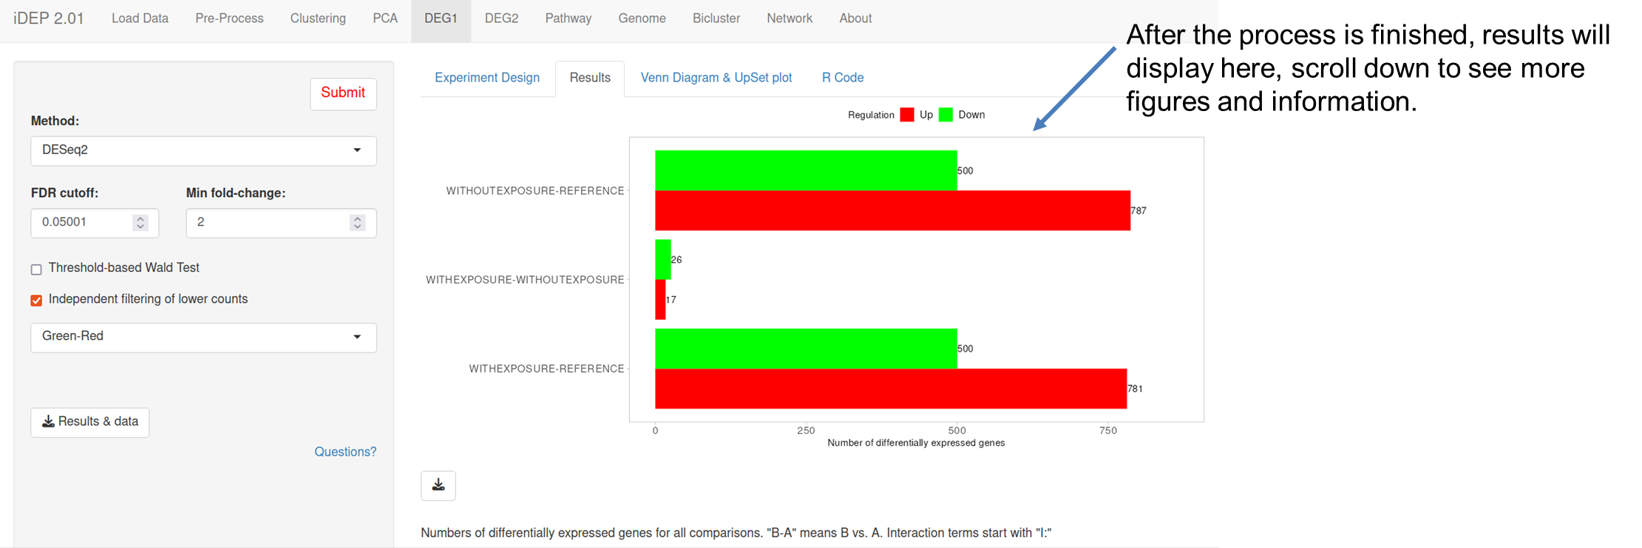 iDEP 2.01 Load Data Pre-Process Clustering PCA DEG1 DEG2 Pathway Genome Bicluster Network About
After the process is finished, results will
display here, scroll down to see more
figures and information.
Submit
Method:
DESeq2
FDR cutoff: Min fold-change:
0.05001 2
Threshold-based Wald Test
Independent filtering of lower counts
Green-Red
Results & data
Questions?
Experiment Design Results Venn Diagram & UpSet plot R Code
Regulation Up Down
WITHOUTEXPOSURE-REFERENCE
500
787
WITHEXPOSURE-WITHOUTEXPOSURE
26
17
WITHEXPOSURE-REFERENCE
500
781
0 250 500 750
Number of differentially expressed genes
Numbers of differentially expressed genes for all comparisons. "B-A" means B vs. A. Interaction terms start with "I:"